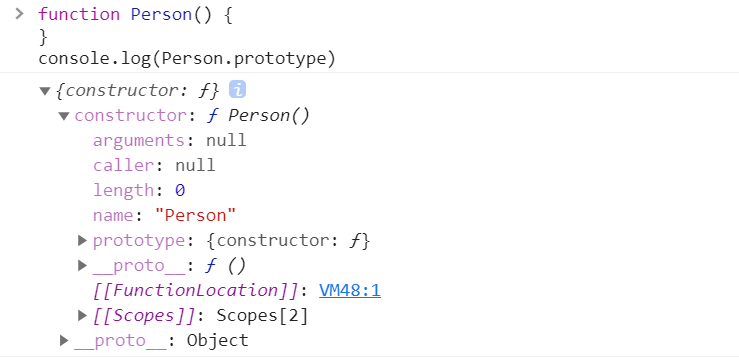 function Person() {
}
console.log(Person.prototype)
{constructor: ƒ} i
constructor: ƒ Person()
arguments: null
caller: null
length: 0
name: "Person"
prototype: {constructor: ƒ}
__proto__: ƒ ()
[[FunctionLocation]]: VM48:1
[[Scopes]]: Scopes[2]
__proto__: Object